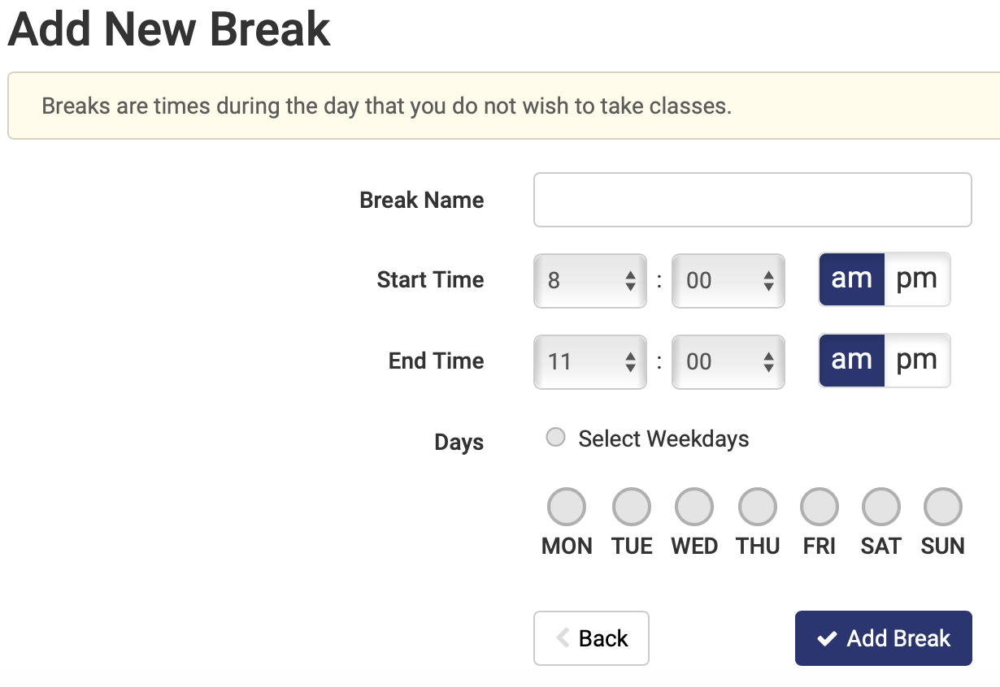 Add New Break
Breaks are times during the day that you do not wish to take classes.
Break Name
Start Time 8 : 00 am pm
End Time 11 : 00 am pm
Days Select Weekdays
MON TUE WED THU FRI SAT SUN
Back Add Break